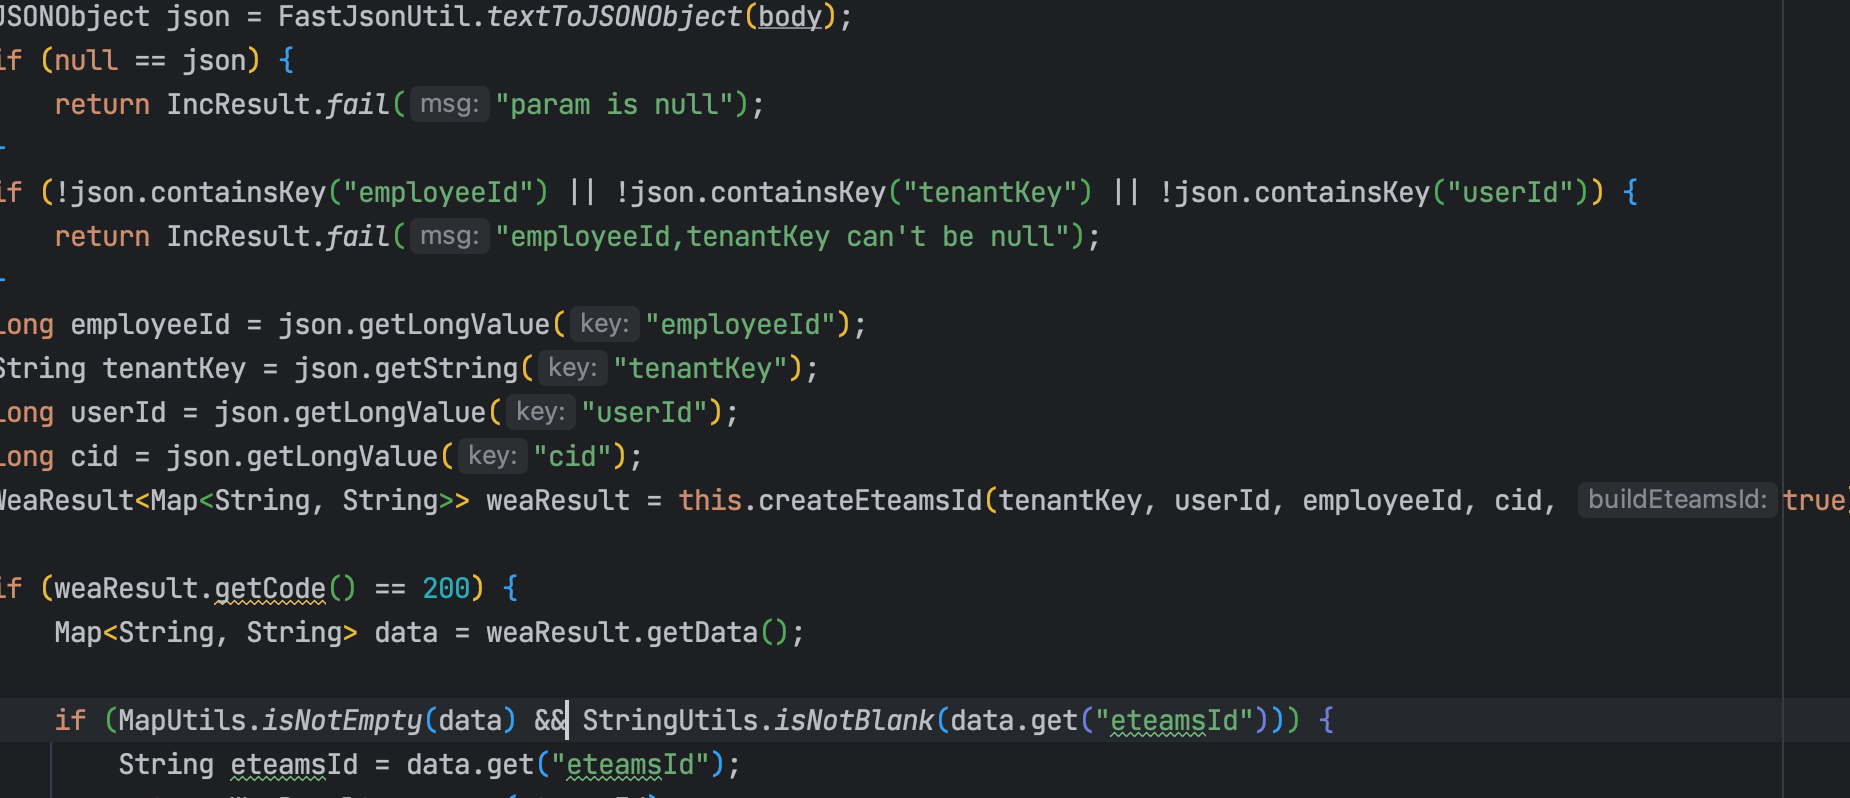 JSONObject json = FastJsonUtil.textToJSONObject(body);
if (null == json) {
return IncResult.fail( msg: "param is null");
if (!json.containsKey("employeeId") || !json.containsKey("tenantKey") || !json.containsKey("userId")) {
return IncResult.fail( msg: "employeeId,tenantKey can't be null");
long employeeId = json.getLongValue( key: "employeeId");
String tenantKey = json.getString( key: "tenantKey");
long userId = json.getLongValue( key: "userId");
long cid = json.getLongValue( key: "cid");
WeaResult<Map<String, String>> weaResult = this.createEteamsId(tenantKey, userId, employeeId, cid, buildEteamsId: true)
if (weaResult.getCode() == 200) {
Map<String, String> data = weaResult.getData();
if (MapUtils.isNotEmpty(data) && StringUtils.isNotBlank(data.get("eteamsId"))) {
String eteamsId = data.get("eteamsId");